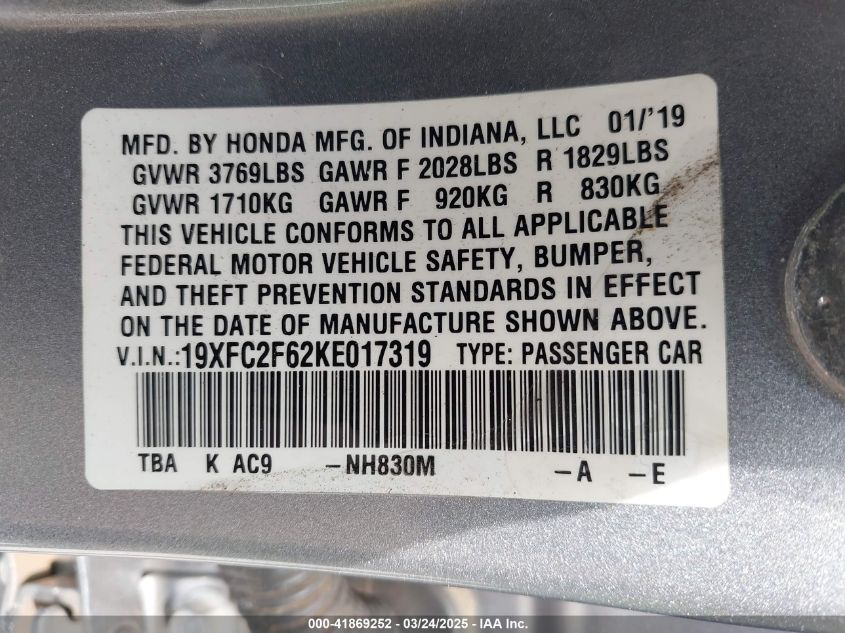 MFD. BY HONDA MFG. OF INDIANA, LLC 01/'19
GVWR 3769LBS GAWR F 2028LBS R 1829LBS
GVWR 1710KG GAWR F 920KG R 830KG
THIS VEHICLE CONFORMS TO ALL APPLICABLE
FEDERAL MOTOR VEHICLE SAFETY, BUMPER,
AND THEFT PREVENTION STANDARDS IN EFFECT
ON THE DATE OF MANUFACTURE SHOWN ABOVE.
V.I.N.:19XFC2F62KE017319 TYPE: PASSENGER CAR
TBA K AC9 -NH830M -A -E
000-41869252 - 03/24/2025 - IAA Inc.